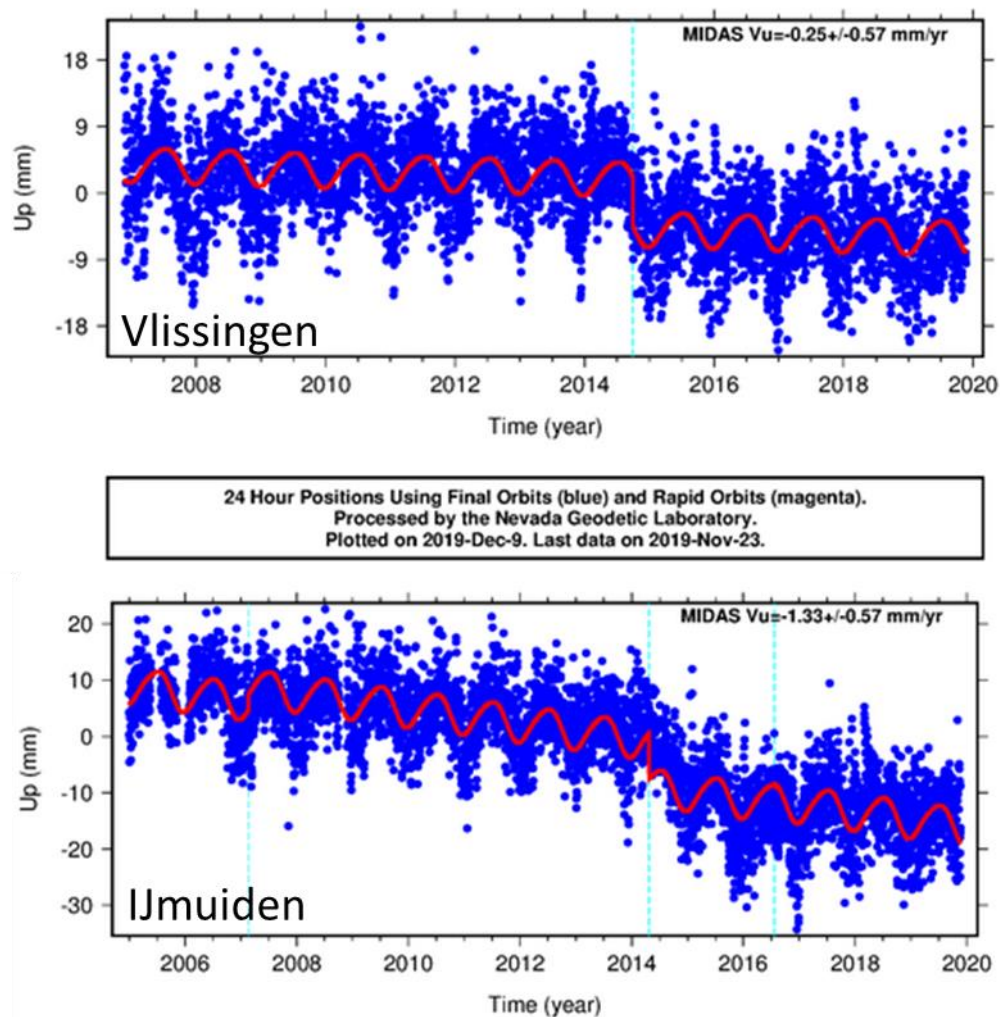 MIDAS Vu=-0.25+/-0.57 mm/yr
18
9
0
-9
-18
Up (mm)
Vlissingen
2008 2010 2012 2014 2016 2018 2020
Time (year)
24 Hour Positions Using Final Orbits (blue) and Rapid Orbits (magenta).
Processed by the Nevada Geodetic Laboratory.
Plotted on 2019-Dec-9. Last data on 2019-Nov-23.
MIDAS Vu=-1.33+/-0.57 mm/yr
20
10
0
-10
-20
-30
Up (mm)
IJmuiden
2006 2008 2010 2012 2014 2016 2018 2020
Time (year)